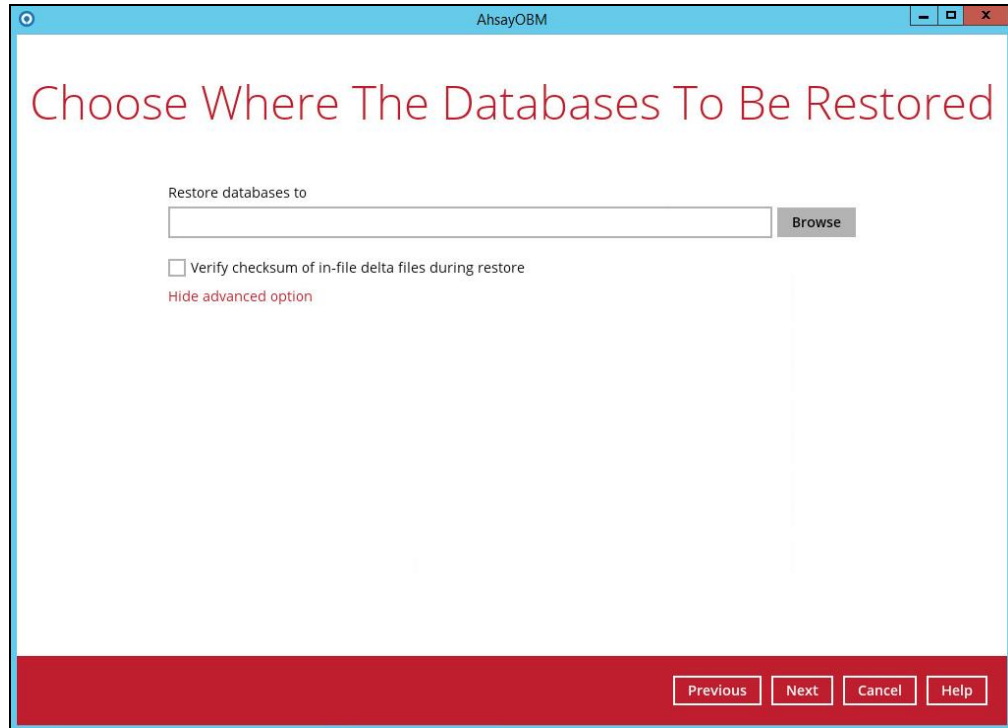 AhsayOBM
Choose Where The Databases To Be Restored
Restore databases to
Browse
Verify checksum of in-file delta files during restore
Hide advanced option
Previous Next Cancel Help